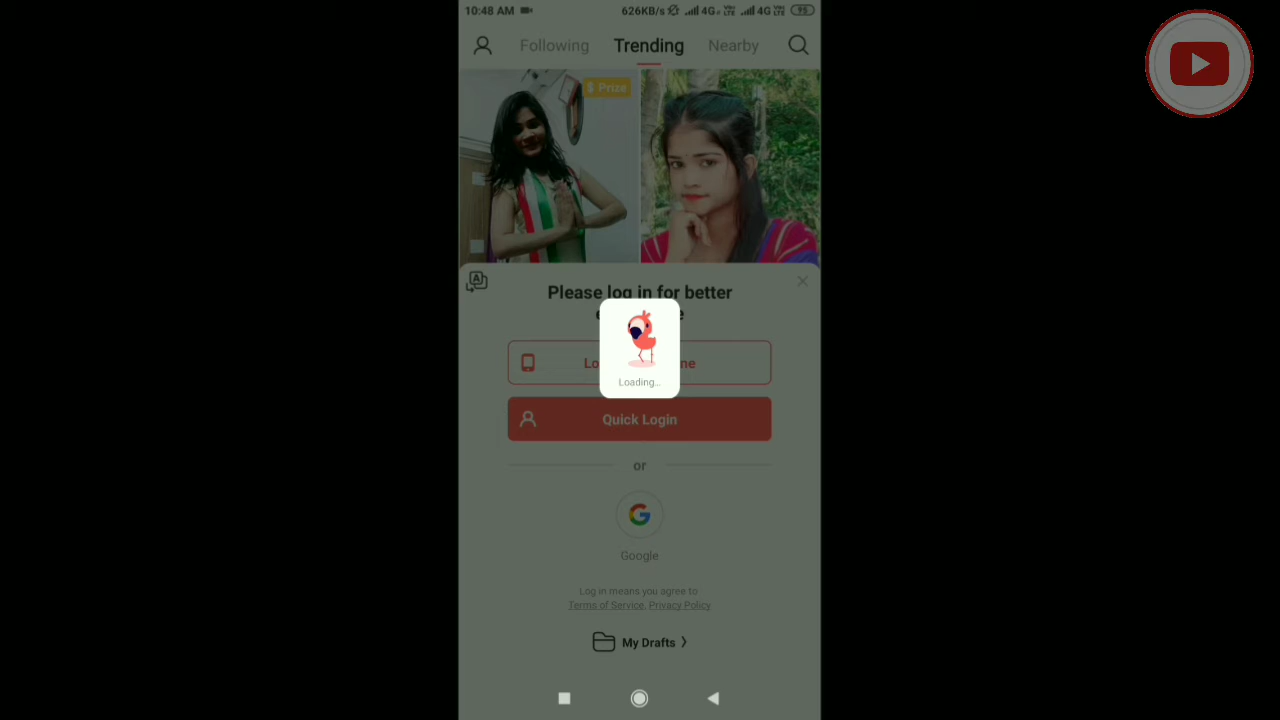 10:48 AM 626KB/s 4G 4G 95
Following Trending Nearby
$ Prize
Please log in for better
Loading...
Quick Login
or
Google
Log in means you agree to
Terms of Service, Privacy Policy
My Drafts